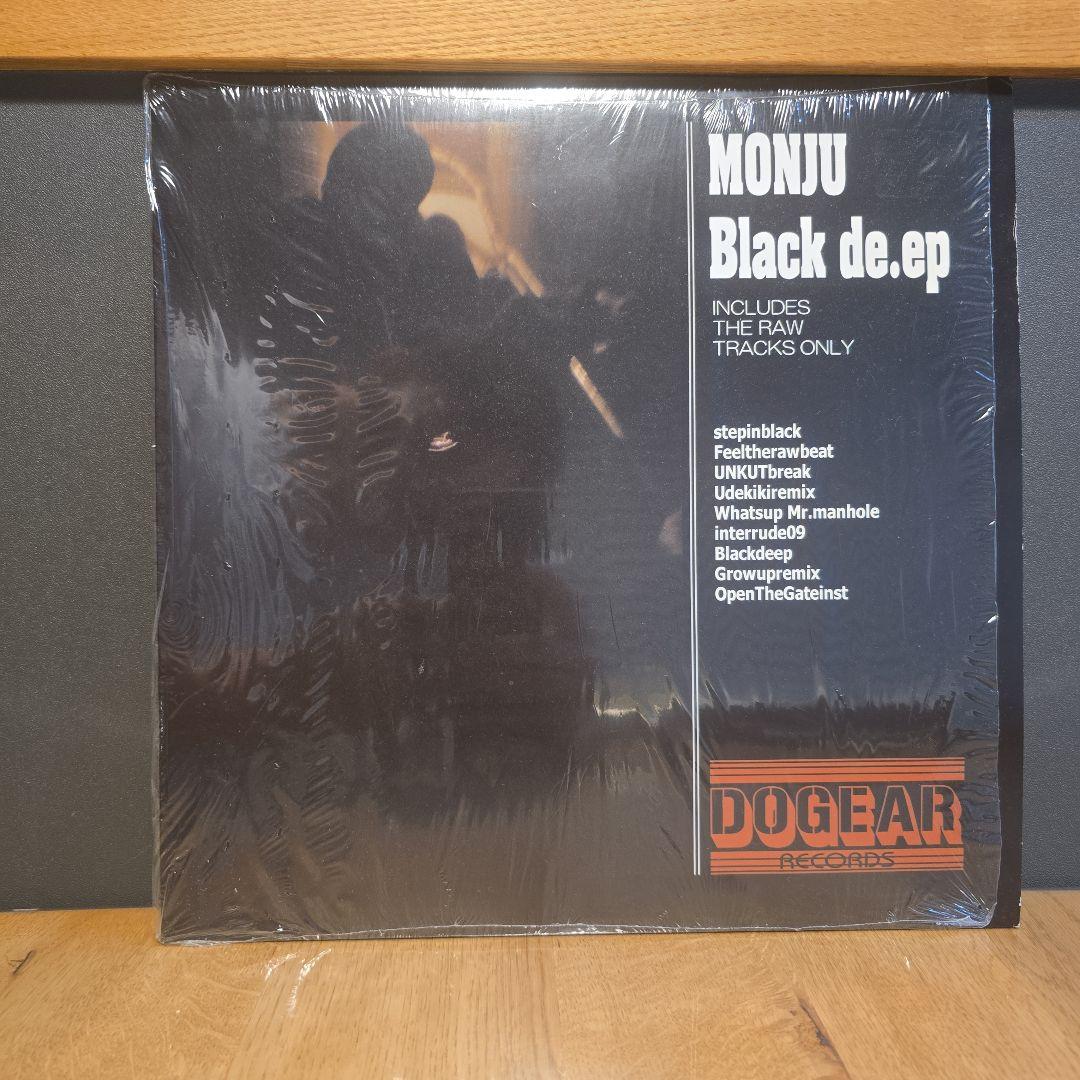 MONJU
Black de.ep
INCLUDES
THE RAW
TRACKS ONLY
stepinblack
Feeltherawbeat
UNKUTbreak
Udekikiremix
Whatsup Mr.manhole
interrude09
Blackdeep
Growupremix
OpenTheGateinst
DOGEAR
RECORDS